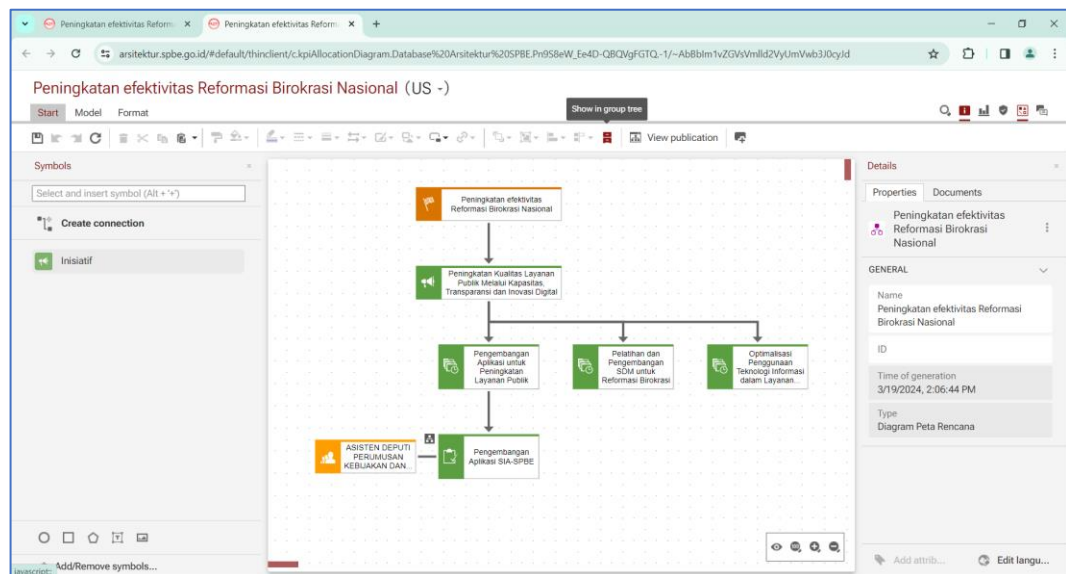 Peningkatan efektivitas Reform
Peningkatan efektivitas Reform
arsitektur.spbe.go.id/#default/thinclient/c.kpiAllocationDiagram.Database%20Arsitektur%20SPBE.Pn9S8eW_Ee4D-QBQVgFGTQ.-1/~AbBbIm1vZGVsVmlld2VyUmVwb3J0cyJd
Peningkatan efektivitas Reformasi Birokrasi Nasional (US -)
Start Model Format
Show in group tree
View publication
Symbols
Select and insert symbol (Alt + '+')
Create connection
Inisiatif
Add/Remove symbols...
javascript:
Peningkatan efektivitas
Reformasi Birokrasi Nasional
Peningkatan Kualitas Layanan
Publik Melalui Kapasitas,
Transparansi dan Inovasi Digital
Pengembangan
Aplikasi untuk
Peningkatan
Layanan Publik
Pelatihan dan
Pengembangan
SDM untuk
Reformasi Birokrasi
Optimalisasi
Penggunaan
Teknologi Informasi
dalam Layanan...
ASISTEN DEPUTI
PERUMUSAN
KEBIJAKAN DAN...
Pengembangan
Aplikasi SIA-SPBE
Details
Properties Documents
Peningkatan efektivitas
Reformasi Birokrasi
Nasional
GENERAL
Name
Peningkatan efektivitas Reformasi
Birokrasi Nasional
ID
Time of generation
3/19/2024, 2:06:44 PM
Type
Diagram Peta Rencana
Add attrib...
Edit langu...